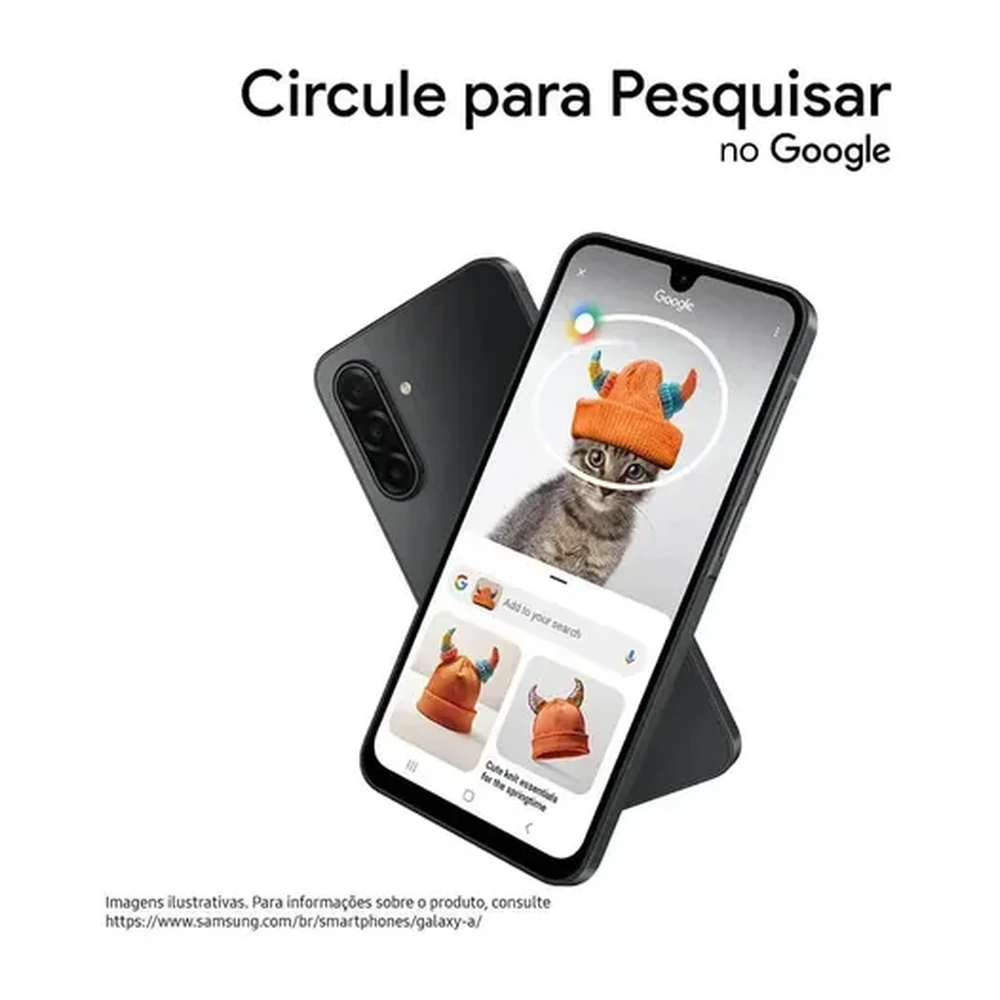 Circule para Pesquisar
no Google
Google
Add to your search
Cute knit essentials
for the springtime
Imagens ilustrativas. Para informações sobre o produto, consulte
https://www.samsung.com/br/smartphones/galaxy-a/